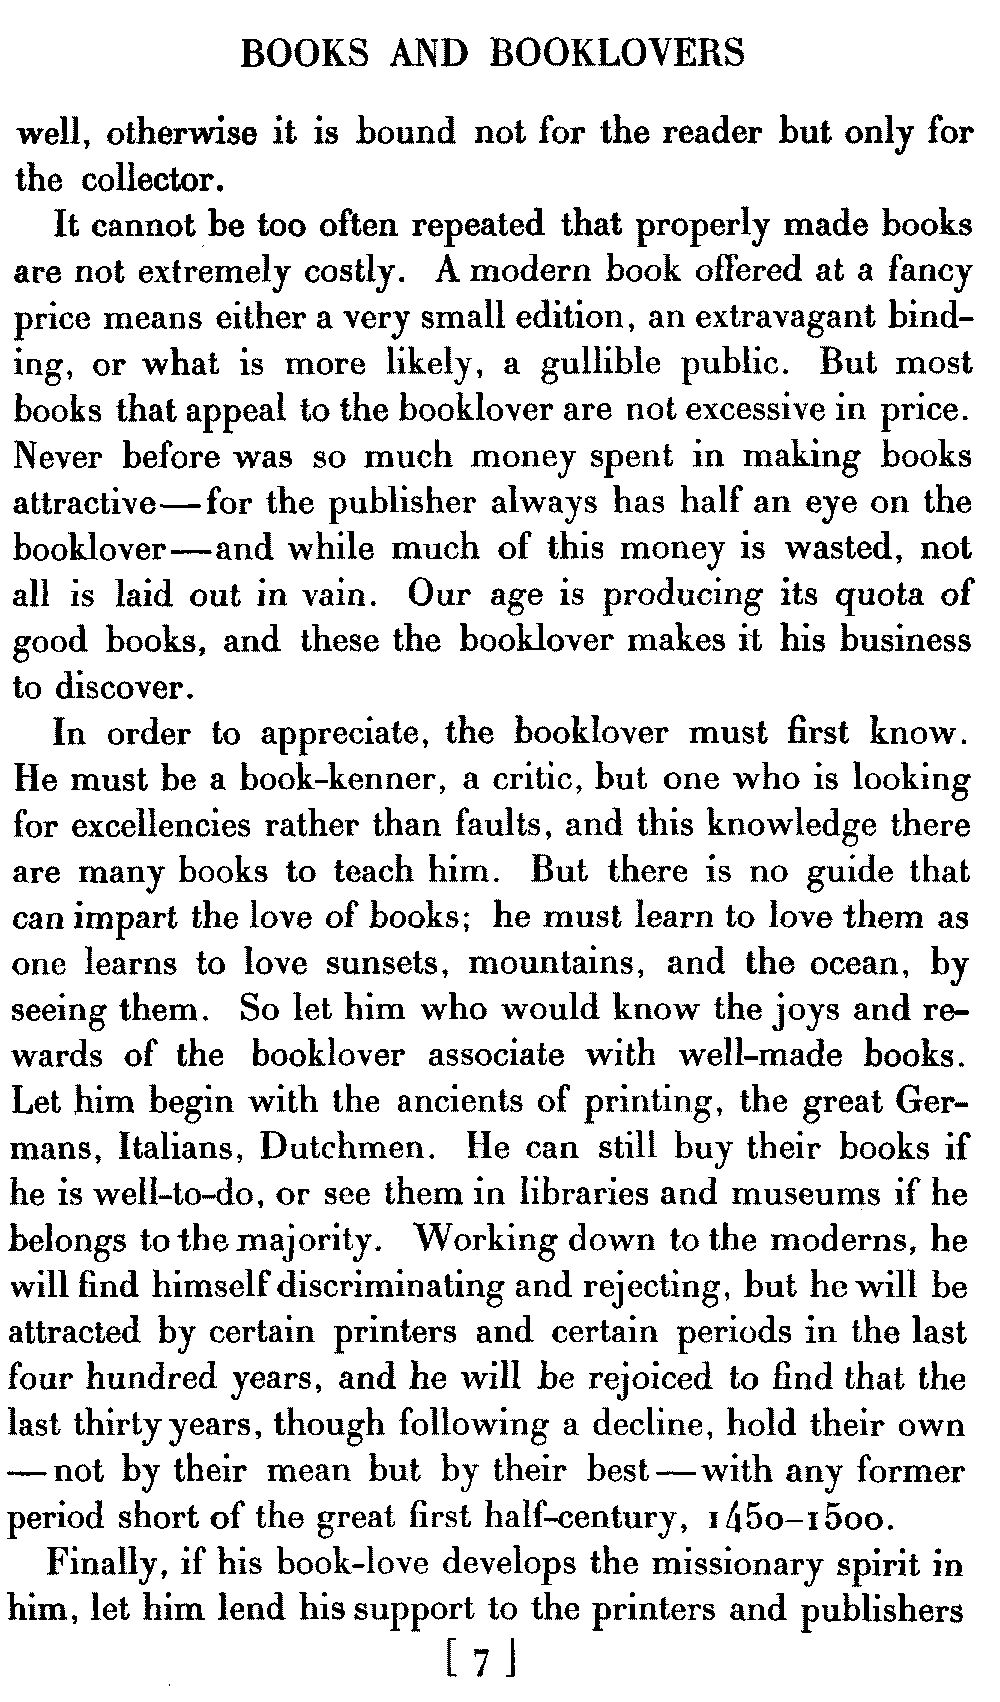 BOOKS AND BOOKLOVERS
well, otherwise it is bound not for the reader but only for
the collector.
It cannot be too often repeated that properly made books
are not extremely costly. A modern book offered at a fancy
price means either a very small edition, an extravagant bind-
ing, or what is more likely, a gullible public. But most
books that appeal to the booklover are not excessive in price.
Never before was so much money spent in making books
attractive—for the publisher always has half an eye on the
booklover—and while much of this money is wasted, not
all is laid out in vain. Our age is producing its quota of
good books, and these the booklover makes it his business
to discover.
In order to appreciate, the booklover must first know.
He must be a book-kenner, a critic, but one who is looking
for excellencies rather than faults, and this knowledge there
are many books to teach him. But there is no guide that
can impart the love of books; he must learn to love them as
one learns to love sunsets, mountains, and the ocean, by
seeing them. So let him who would know the joys and re-
wards of the booklover associate with well-made books.
Let him begin with the ancients of printing, the great Ger-
mans, Italians, Dutchmen. He can still buy their books if
he is well-to-do, or see them in libraries and museums if he
belongs to the majority. Working down to the moderns, he
will find himself discriminating and rejecting, but he will be
attracted by certain printers and certain periods in the last
four hundred years, and he will be rejoiced to find that the
last thirty years, though following a decline, hold their own
—not by their mean but by their best—with any former
period short of the great first half-century, 1450–1500.
Finally, if his book-love develops the missionary spirit in
him, let him lend his support to the printers and publishers
[ 7 ]